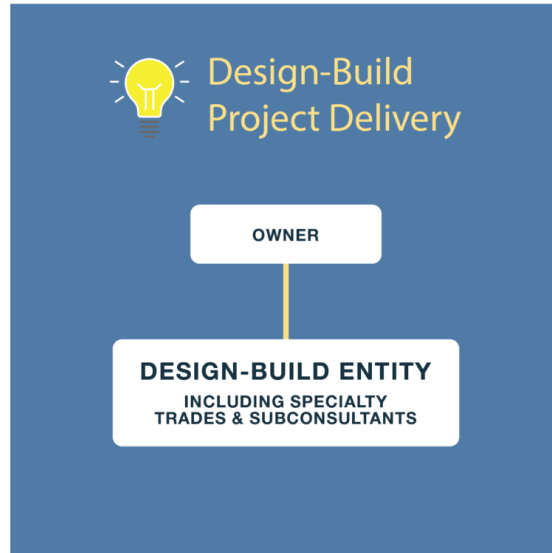 Design-Build
Project Delivery
OWNER
DESIGN-BUILD ENTITY
INCLUDING SPECIALTY
TRADES & SUBCONSULTANTS